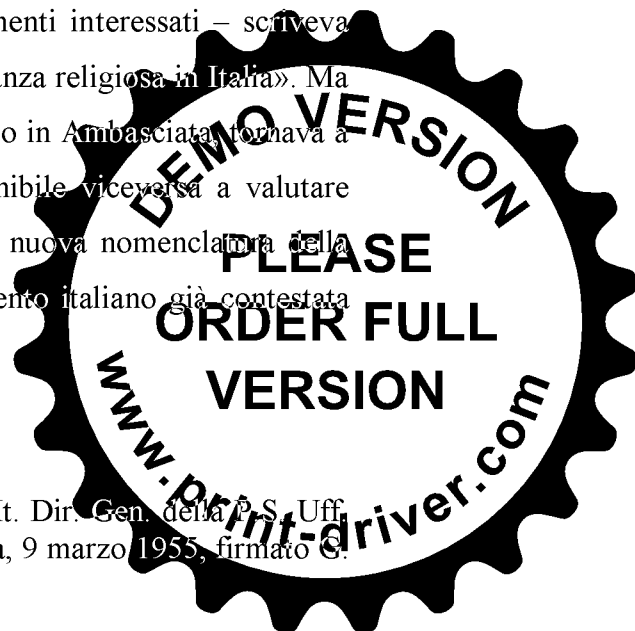 menti interessati – scriveva
anza religiosa in Italia». Ma
o in Ambasciata, tornava a
nibile viceversa a valutare
nuova nomenclatura della
ento italiano già contestata
It. Dir. Gen. della P.S. Uff.
a, 9 marzo 1955, firmato G.
DEMO VERSION
PLEASE
ORDER FULL
VERSION
www.print-driver.com